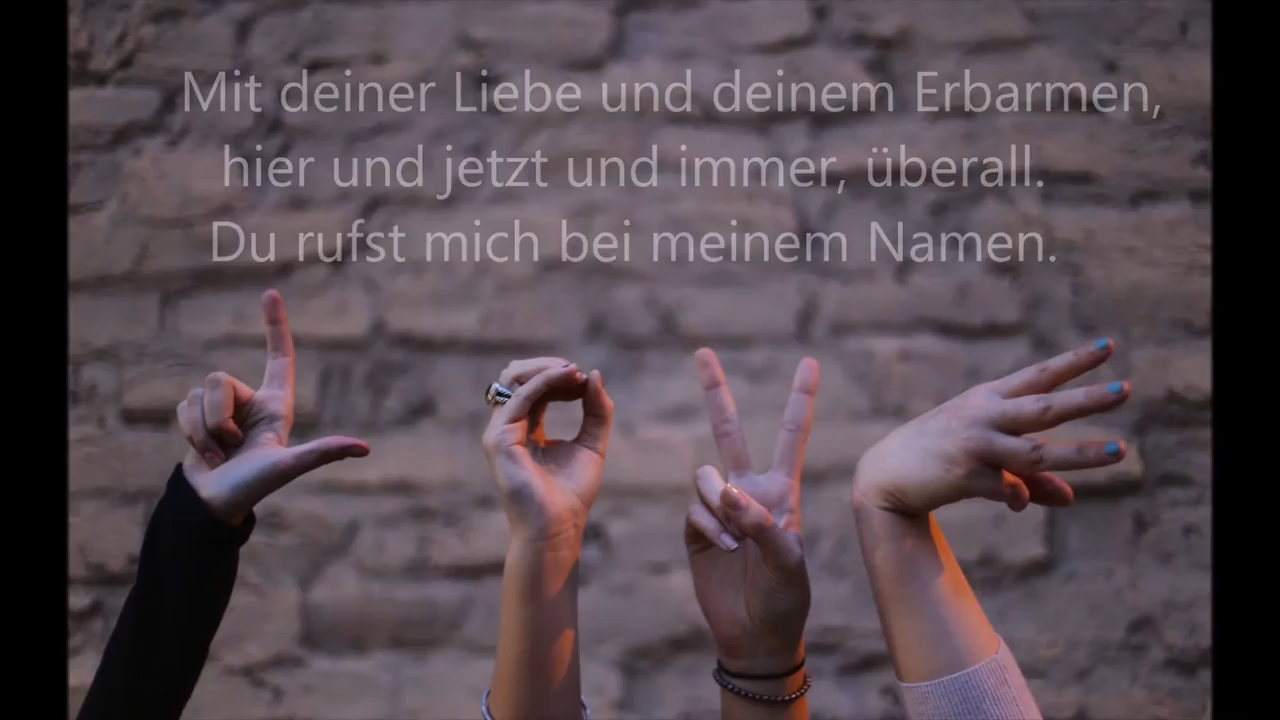 Mit deiner Liebe und deinem Erbarmen,
hier und jetzt und immer, überall.
Du rufst mich bei meinem Namen.